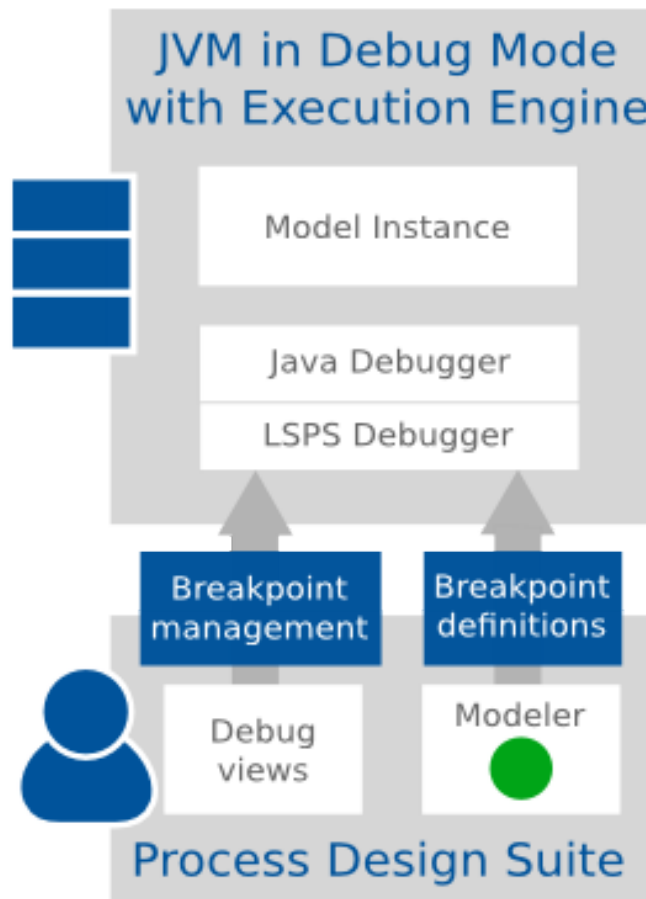 JVM in Debug Mode
with Execution Engine
Model Instance
Java Debugger
LSPS Debugger
Breakpoint
management
Breakpoint
definitions
Debug
views
Modeler
Process Design Suite